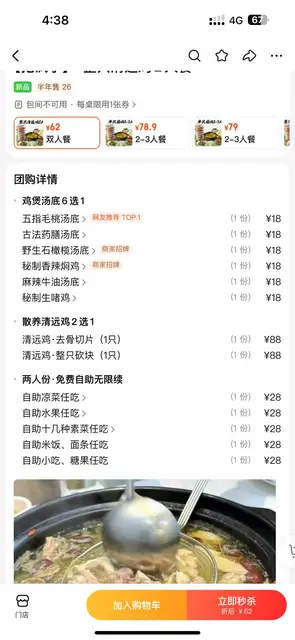 4:38
4G
67
新品 半年售 26
包间不可用 · 每桌限用1张券
¥62
双人餐
¥78.9
2-3人餐
¥79
2-3人餐
团购详情
鸡煲汤底 6 选 1
五指毛桃汤底 网友推荐 TOP.1 (1 份) ¥18
古法药膳汤底 (1 份) ¥18
野生石橄榄汤底 商家招牌 (1 份) ¥18
秘制香辣焖鸡 商家招牌 (1 份) ¥18
麻辣牛油汤底 (1 份) ¥18
秘制生啫鸡 (1 份) ¥18
散养清远鸡 2 选 1
清远鸡·去骨切片（1只） (1 份) ¥88
清远鸡·整只砍块（1只） (1 份) ¥88
两人份·免费自助无限续
自助凉菜任吃 (1 份) ¥28
自助水果任吃 (1 份) ¥28
自助十几种素菜任吃 (1 份) ¥28
自助米饭、面条任吃 (1 份) ¥28
自助小吃、糖果任吃 (1 份) ¥28
门店
加入购物车
立即秒杀
折后 ¥62